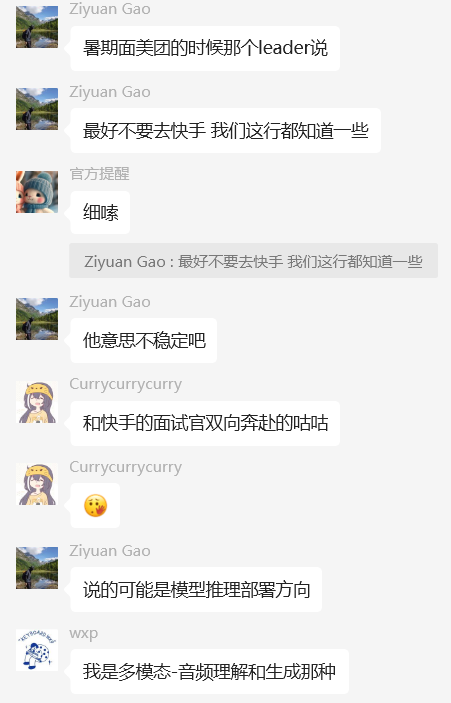 Ziyuan Gao
暑期面美团的时候那个leader说
Ziyuan Gao
最好不要去快手 我们这行都知道一些
官方提醒
细嗦
Ziyuan Gao : 最好不要去快手 我们这行都知道一些
Ziyuan Gao
他意思不稳定吧
Currycurrycurry
和快手的面试官双向奔赴的咕咕
Currycurrycurry
Ziyuan Gao
说的可能是模型推理部署方向
wxp
KEYBOARD MAN
我是多模态-音频理解和生成那种